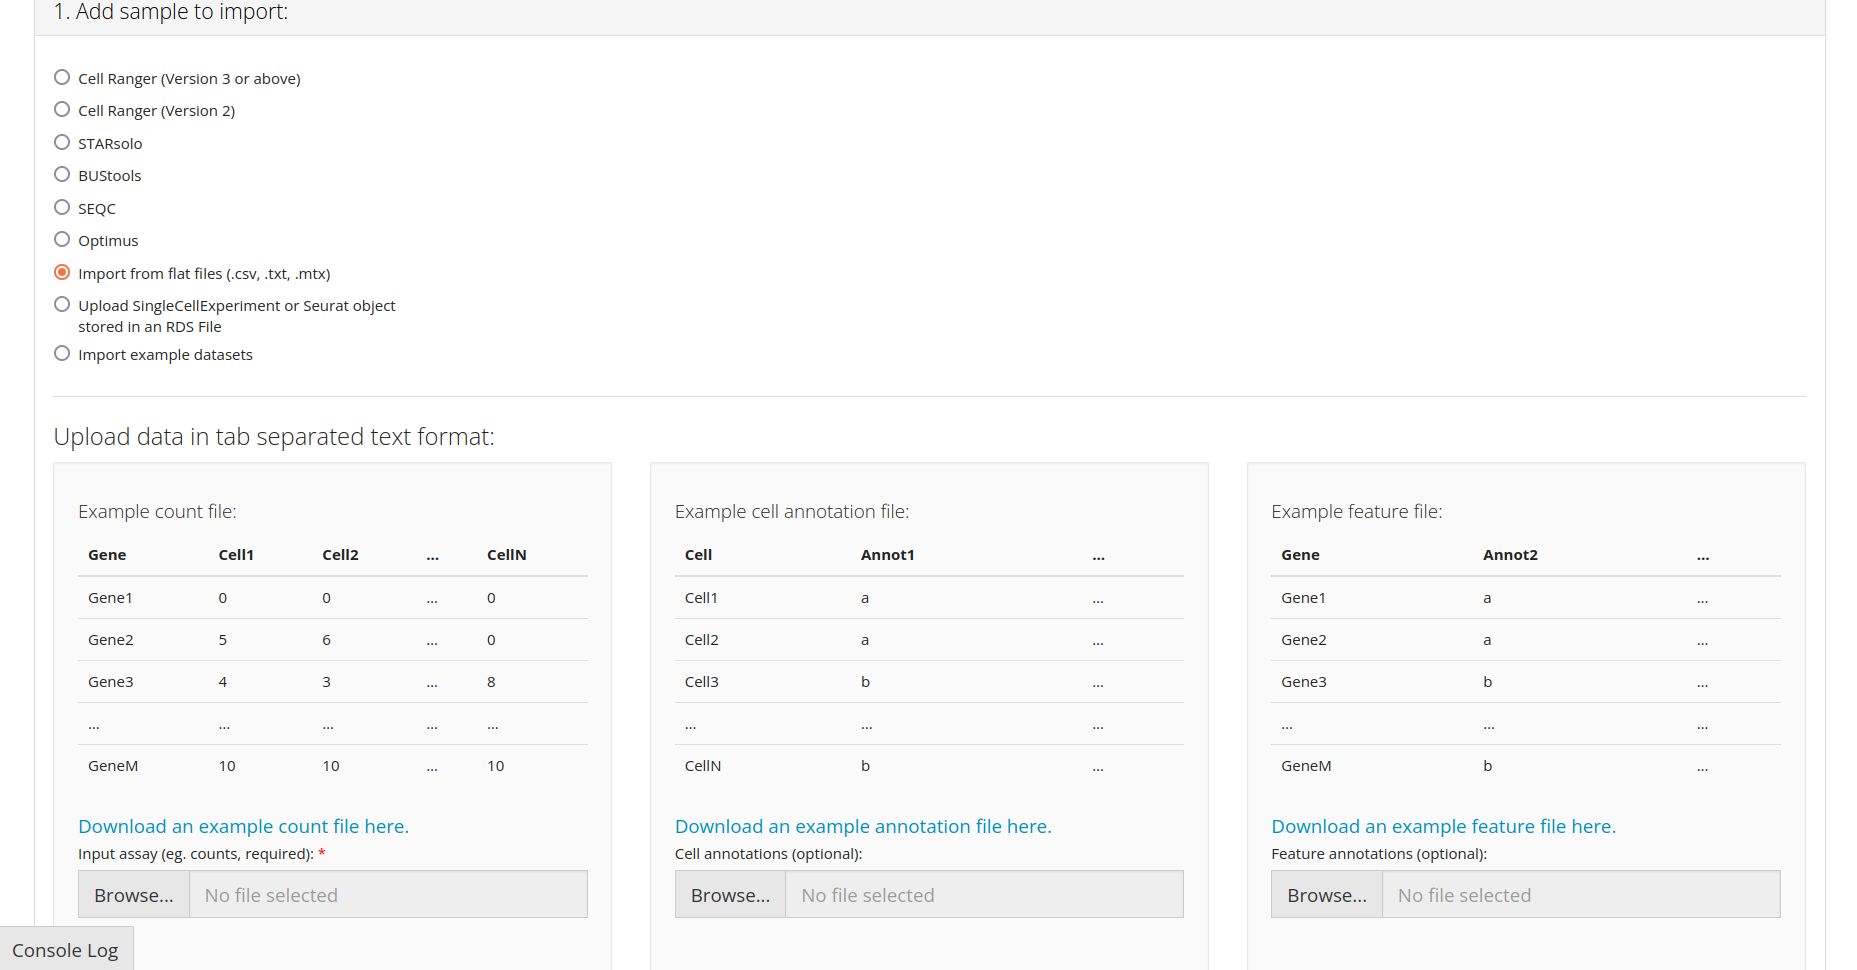 1. Add sample to import:
Cell Ranger (Version 3 or above)
Cell Ranger (Version 2)
STARsolo
BUStools
SEQC
Optimus
Import from flat files (.csv, .txt, .mtx)
Upload SingleCellExperiment or Seurat object
stored in an RDS File
Import example datasets
Upload data in tab separated text format:
Example count file:
Gene Cell1 Cell2 ... CellN
Gene1 0 0 ... 0
Gene2 5 6 ... 0
Gene3 4 3 ... 8
... ... ... ... ...
GeneM 10 10 ... 10
Download an example count file here.
Input assay (eg. counts, required): *
Browse... No file selected
Example cell annotation file:
Cell Annot1 ...
Cell1 a ...
Cell2 a ...
Cell3 b ...
... ... ...
CellN b ...
Download an example annotation file here.
Cell annotations (optional):
Browse... No file selected
Example feature file:
Gene Annot2 ...
Gene1 a ...
Gene2 a ...
Gene3 b ...
... ... ...
GeneM b ...
Download an example feature file here.
Feature annotations (optional):
Browse... No file selected
Console Log